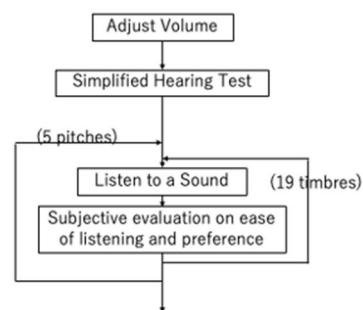 Adjust Volume
Simplified Hearing Test
(5 pitches)
Listen to a Sound
(19 timbres)
Subjective evaluation on ease
of listening and preference